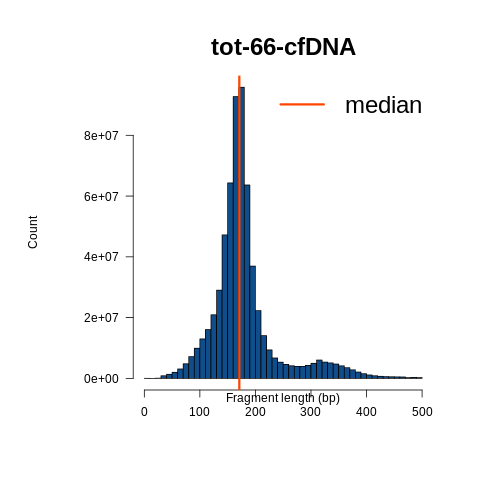 tot-66-cfDNA
median
8e+07
6e+07
4e+07
2e+07
0e+00
Count
Fragment length (bp)
0 100 200 300 400 500